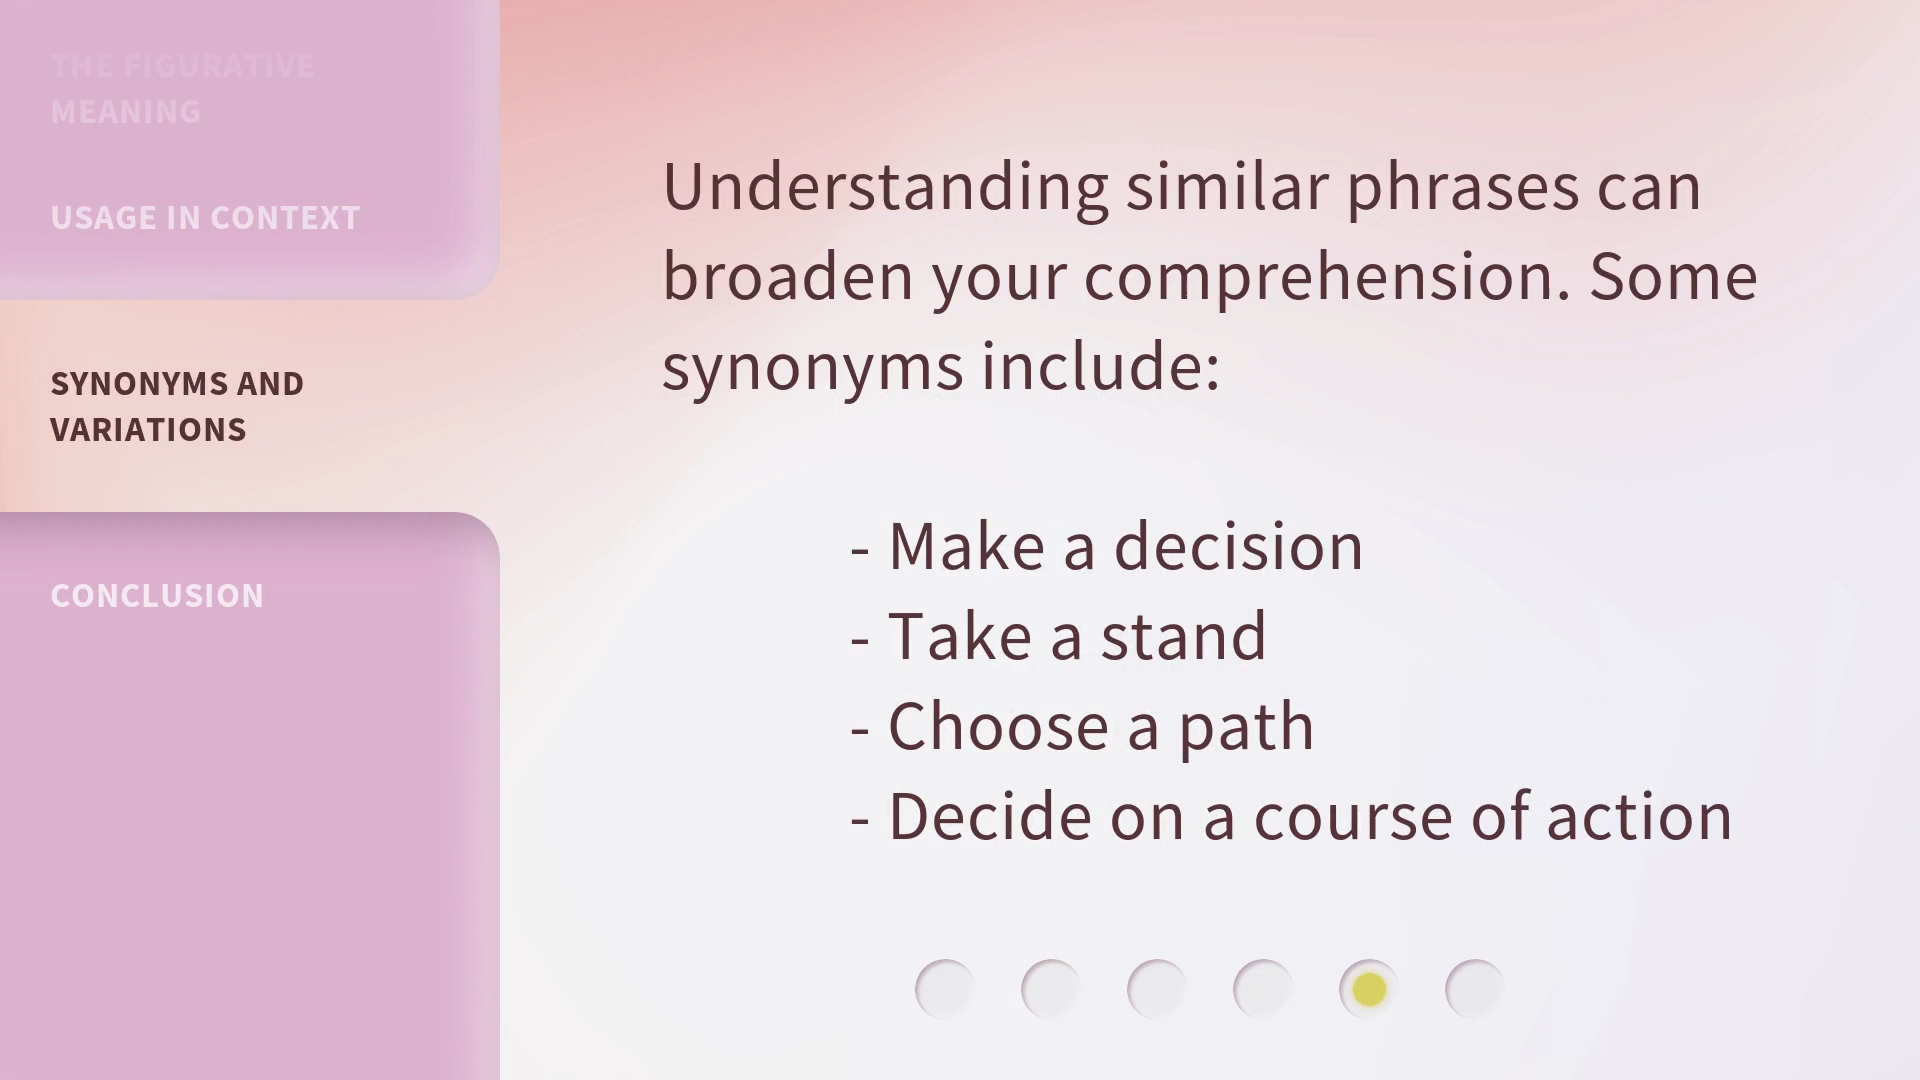 THE FIGURATIVE
MEANING
USAGE IN CONTEXT
SYNONYMS AND
VARIATIONS
CONCLUSION
Understanding similar phrases can
broaden your comprehension. Some
synonyms include:
- Make a decision
- Take a stand
- Choose a path
- Decide on a course of action